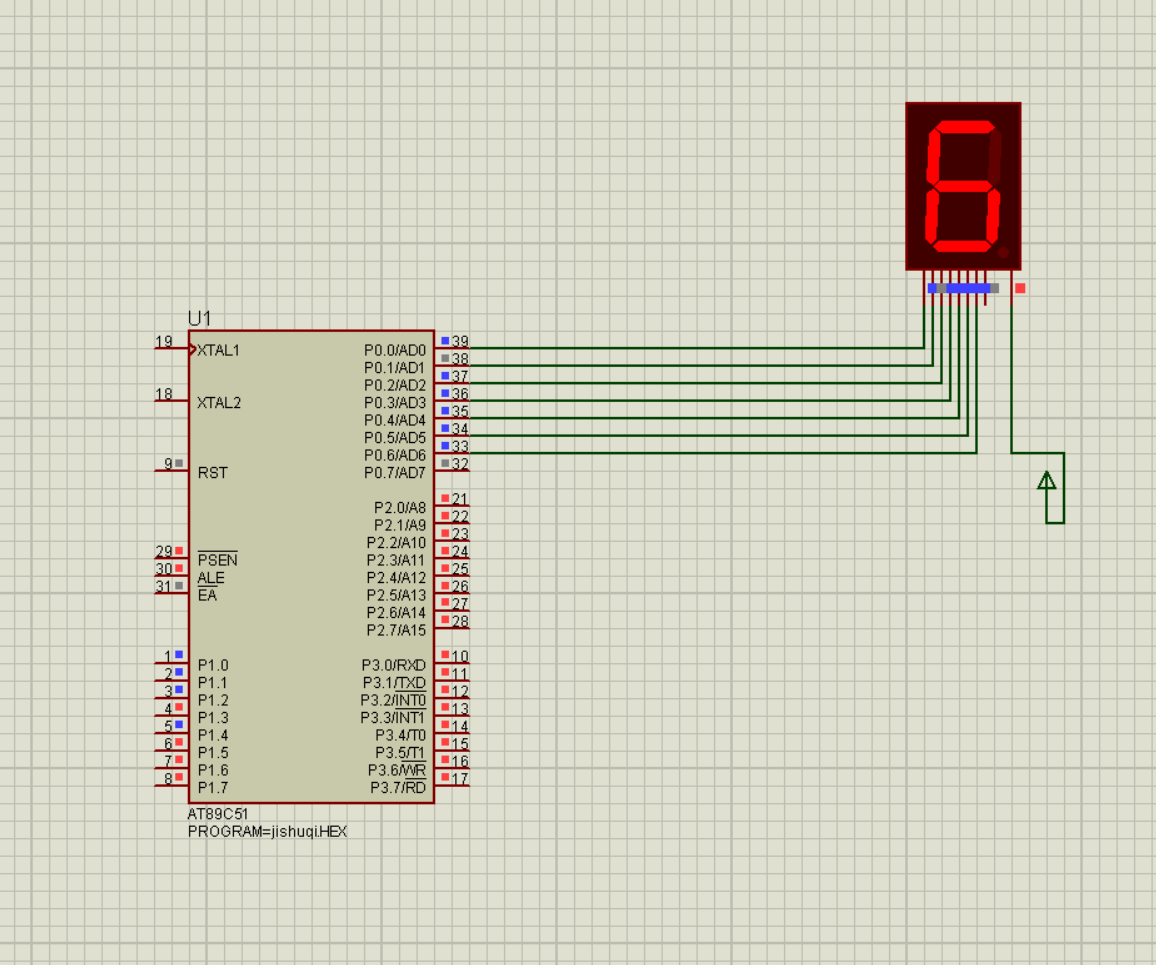 6
U1
19 XTAL1
18 XTAL2
9 RST
29 PSEN
30 ALE
31 EA
1 P1.0
2 P1.1
3 P1.2
4 P1.3
5 P1.4
6 P1.5
7 P1.6
8 P1.7
P0.0/AD0 39
P0.1/AD1 38
P0.2/AD2 37
P0.3/AD3 36
P0.4/AD4 35
P0.5/AD5 34
P0.6/AD6 33
P0.7/AD7 32
P2.0/A8 21
P2.1/A9 22
P2.2/A10 23
P2.3/A11 24
P2.4/A12 25
P2.5/A13 26
P2.6/A14 27
P2.7/A15 28
P3.0/RXD 10
P3.1/TXD 11
P3.2/INT0 12
P3.3/INT1 13
P3.4/T0 14
P3.5/T1 15
P3.6/WR 16
P3.7/RD 17
AT89C51
PROGRAM=jishuqi.HEX